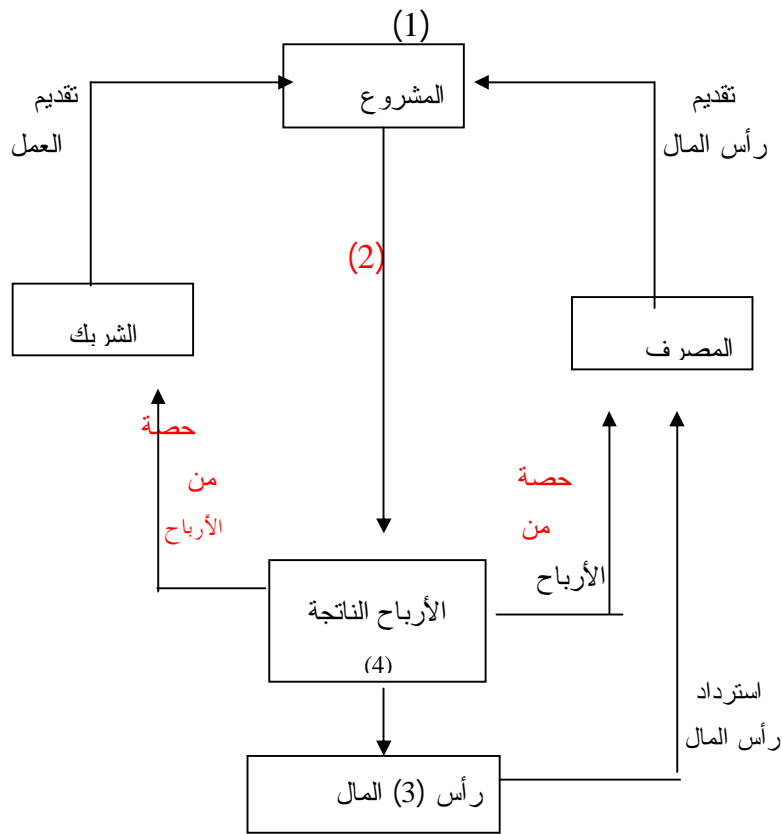 (1)
المشروع
تقديم
رأس المال
تقديم
العمل
(2)
المصرف
الشريك
حصة
من
الأرباح
حصة
من
الأرباح
الأرباح الناتجة
(4)
استرداد
رأس المال
رأس (3) المال